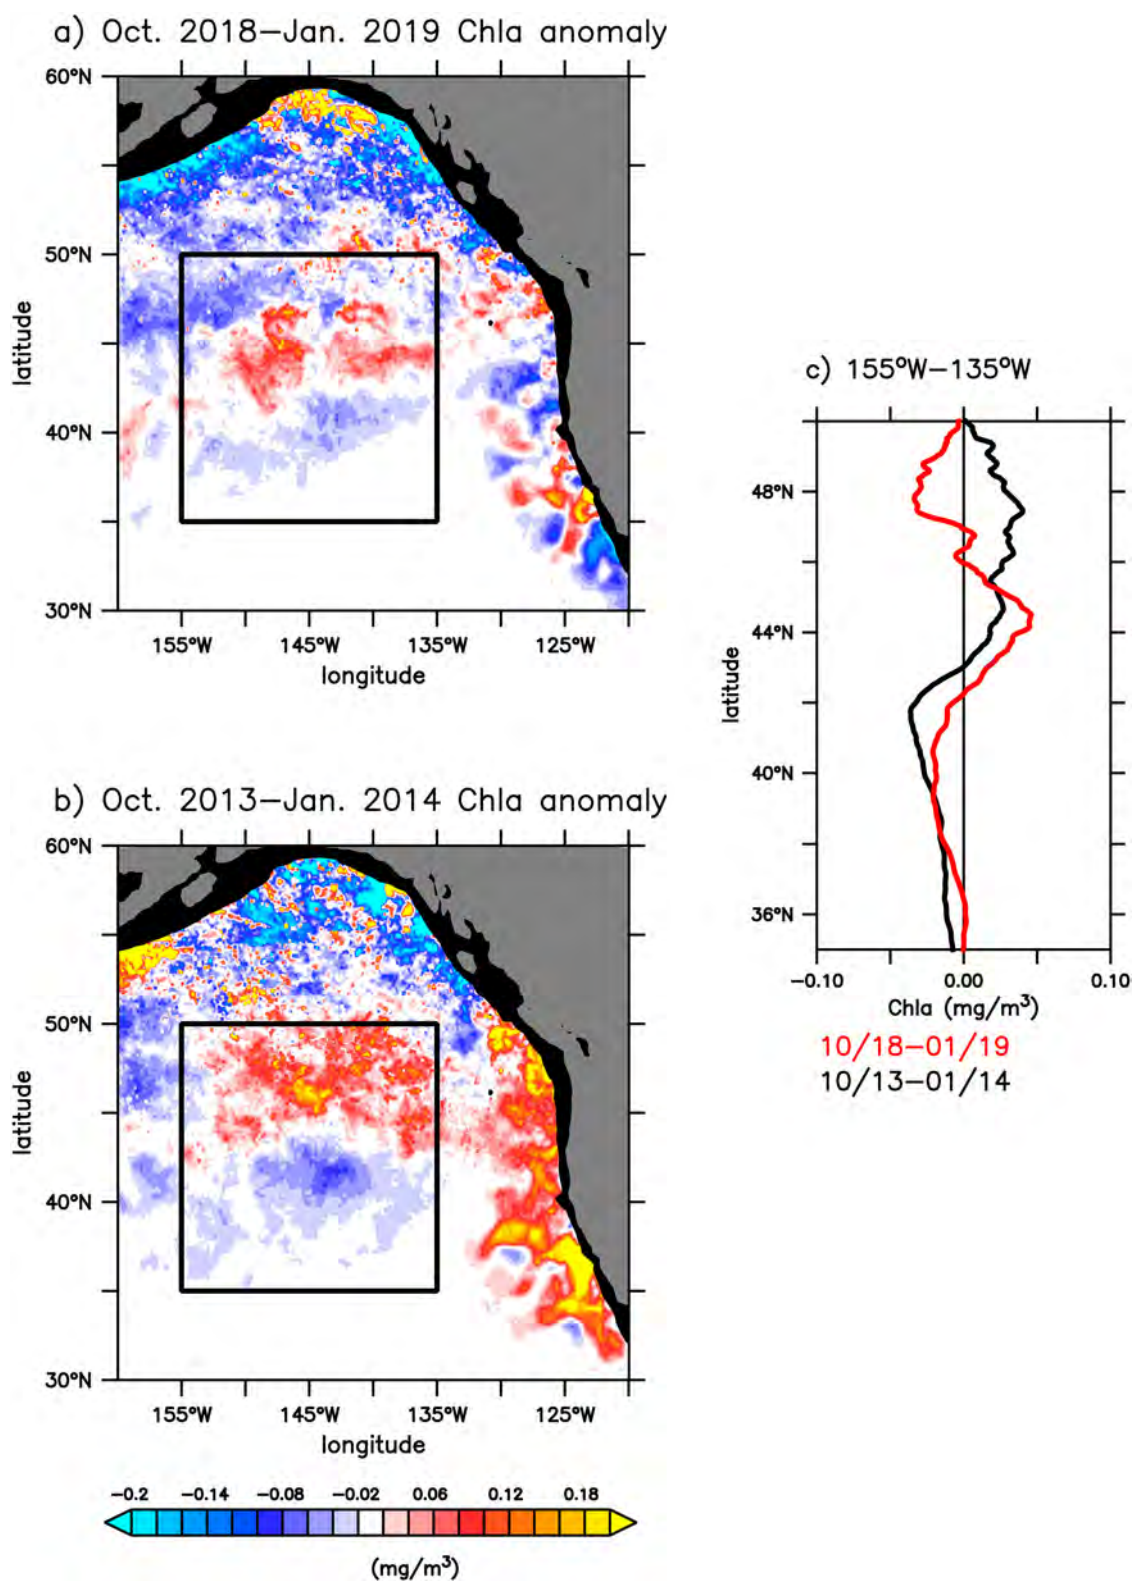 a) Oct. 2018–Jan. 2019 Chla anomaly
60°N
50°N
40°N
30°N
latitude
155°W 145°W 135°W 125°W
longitude
b) Oct. 2013–Jan. 2014 Chla anomaly
60°N
50°N
40°N
30°N
latitude
155°W 145°W 135°W 125°W
longitude
−0.2 −0.14 −0.08 −0.02 0.06 0.12 0.18
(mg/m³)
c) 155°W–135°W
48°N
44°N
40°N
36°N
latitude
−0.10 0.00 0.10
Chla (mg/m³)
10/18–01/19
10/13–01/14